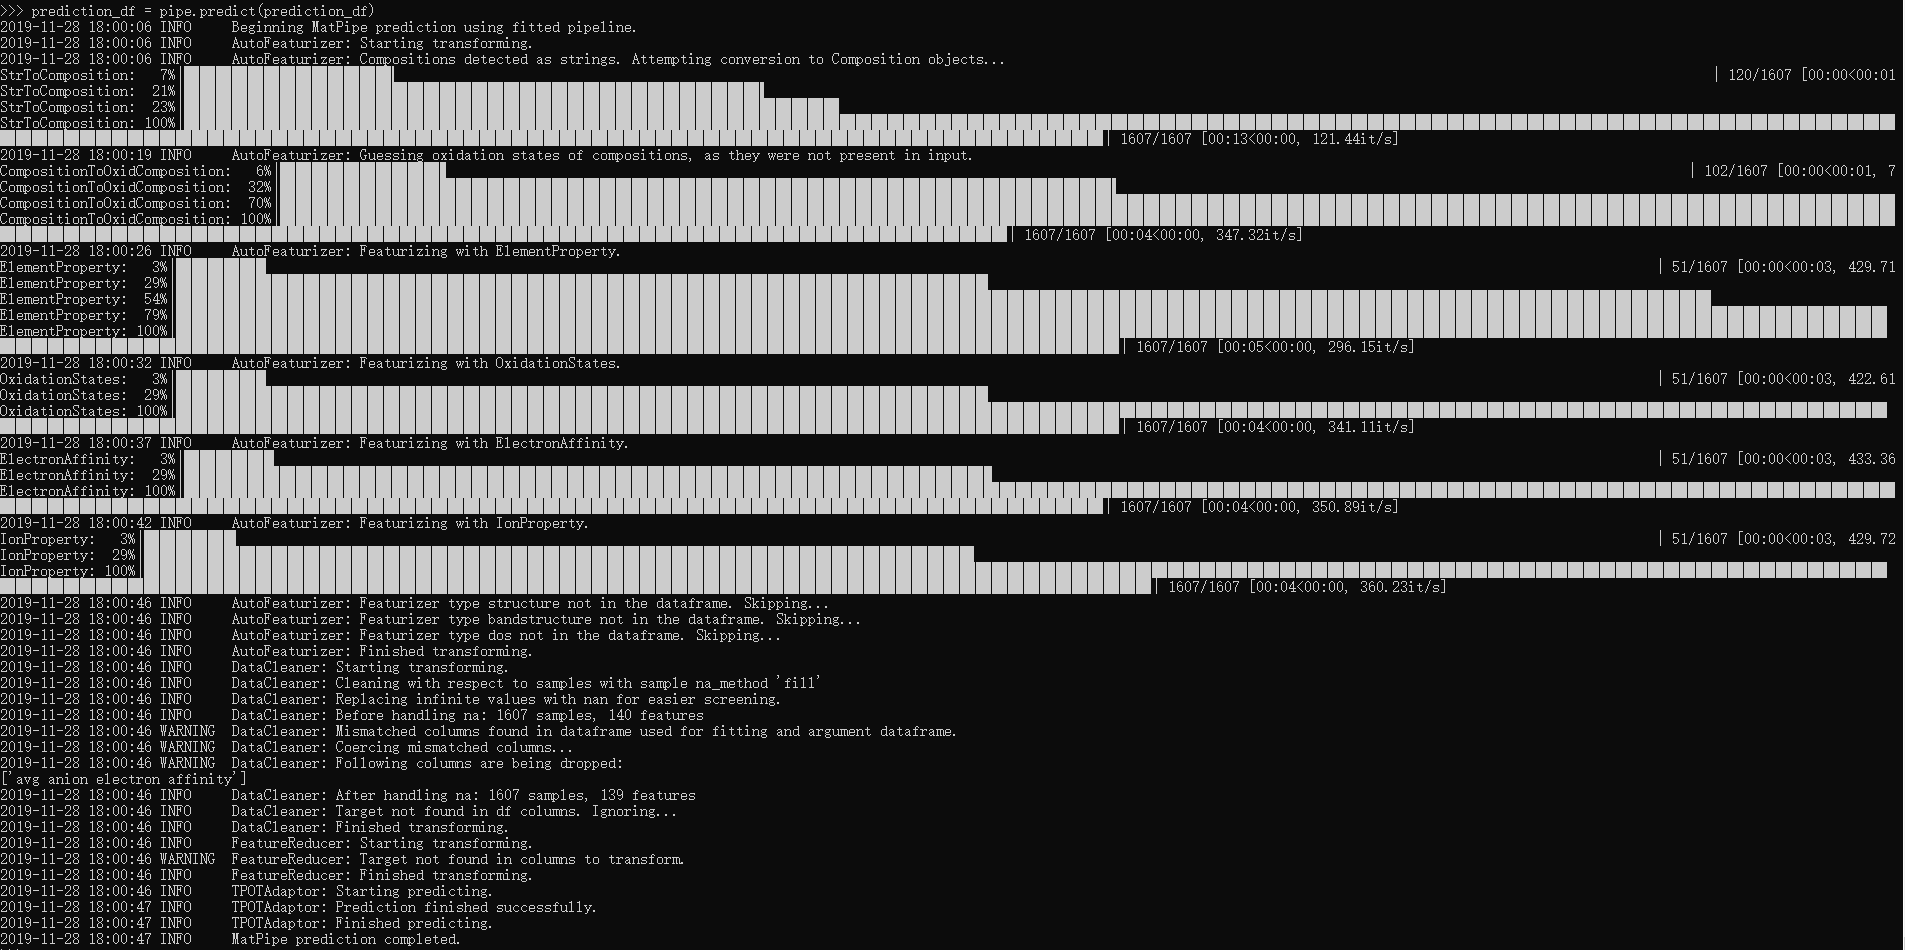 >>> prediction_df = pipe.predict(prediction_df)
2019-11-28 18:00:06 INFO     Beginning MatPipe prediction using fitted pipeline.
2019-11-28 18:00:06 INFO     AutoFeaturizer: Starting transforming.
2019-11-28 18:00:06 INFO     AutoFeaturizer: Compositions detected as strings. Attempting conversion to Composition objects...
StrToComposition:   7%| | 120/1607 [00:00<00:01
StrToComposition:  21%
StrToComposition:  23%
StrToComposition: 100%
| 1607/1607 [00:13<00:00, 121.44it/s]
2019-11-28 18:00:19 INFO     AutoFeaturizer: Guessing oxidation states of compositions, as they were not present in input.
CompositionToOxidComposition:   6%| | 102/1607 [00:00<00:01, 7
CompositionToOxidComposition:  32%
CompositionToOxidComposition:  70%
CompositionToOxidComposition: 100%
| 1607/1607 [00:04<00:00, 347.32it/s]
2019-11-28 18:00:26 INFO     AutoFeaturizer: Featurizing with ElementProperty.
ElementProperty:   3%| | 51/1607 [00:00<00:03, 429.71
ElementProperty:  29%
ElementProperty:  54%
ElementProperty:  79%
ElementProperty: 100%
| 1607/1607 [00:05<00:00, 296.15it/s]
2019-11-28 18:00:32 INFO     AutoFeaturizer: Featurizing with OxidationStates.
OxidationStates:   3%| | 51/1607 [00:00<00:03, 422.61
OxidationStates:  29%
OxidationStates: 100%
| 1607/1607 [00:04<00:00, 341.11it/s]
2019-11-28 18:00:37 INFO     AutoFeaturizer: Featurizing with ElectronAffinity.
ElectronAffinity:   3%| | 51/1607 [00:00<00:03, 433.36
ElectronAffinity:  29%
ElectronAffinity: 100%
| 1607/1607 [00:04<00:00, 350.89it/s]
2019-11-28 18:00:42 INFO     AutoFeaturizer: Featurizing with IonProperty.
IonProperty:   3%| | 51/1607 [00:00<00:03, 429.72
IonProperty:  29%
IonProperty: 100%
| 1607/1607 [00:04<00:00, 360.23it/s]
2019-11-28 18:00:46 INFO     AutoFeaturizer: Featurizer type structure not in the dataframe. Skipping...
2019-11-28 18:00:46 INFO     AutoFeaturizer: Featurizer type bandstructure not in the dataframe. Skipping...
2019-11-28 18:00:46 INFO     AutoFeaturizer: Featurizer type dos not in the dataframe. Skipping...
2019-11-28 18:00:46 INFO     AutoFeaturizer: Finished transforming.
2019-11-28 18:00:46 INFO     DataCleaner: Starting transforming.
2019-11-28 18:00:46 INFO     DataCleaner: Cleaning with respect to samples with sample na_method 'fill'
2019-11-28 18:00:46 INFO     DataCleaner: Replacing infinite values with nan for easier screening.
2019-11-28 18:00:46 INFO     DataCleaner: Before handling na: 1607 samples, 140 features
2019-11-28 18:00:46 WARNING  DataCleaner: Mismatched columns found in dataframe used for fitting and argument dataframe.
2019-11-28 18:00:46 WARNING  DataCleaner: Coercing mismatched columns...
2019-11-28 18:00:46 WARNING  DataCleaner: Following columns are being dropped:
['avg anion electron affinity']
2019-11-28 18:00:46 INFO     DataCleaner: After handling na: 1607 samples, 139 features
2019-11-28 18:00:46 INFO     DataCleaner: Target not found in df columns. Ignoring...
2019-11-28 18:00:46 INFO     DataCleaner: Finished transforming.
2019-11-28 18:00:46 INFO     FeatureReducer: Starting transforming.
2019-11-28 18:00:46 WARNING  FeatureReducer: Target not found in columns to transform.
2019-11-28 18:00:46 INFO     FeatureReducer: Finished transforming.
2019-11-28 18:00:46 INFO     TPOTAdaptor: Starting predicting.
2019-11-28 18:00:47 INFO     TPOTAdaptor: Prediction finished successfully.
2019-11-28 18:00:47 INFO     TPOTAdaptor: Finished predicting.
2019-11-28 18:00:47 INFO     MatPipe prediction completed.